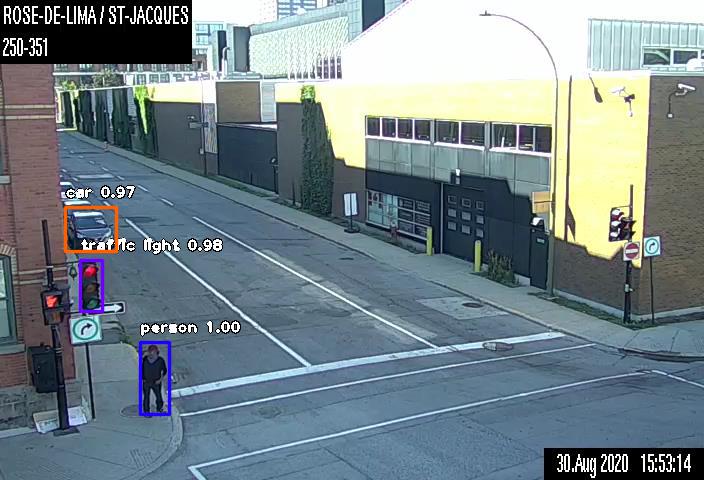 ROSE-DE-LIMA / ST-JACQUES
250-351
car 0.97
traffic light 0.98
person 1.00
30.Aug 2020 15:53:14